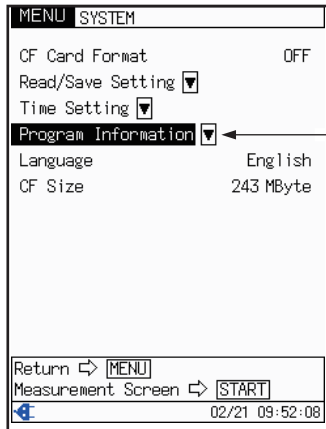 MENU SYSTEM
CF Card Format OFF
Read/Save Setting ▼
Time Setting ▼
Program Information ▼
Language English
CF Size 243 MByte
Return ⇨ MENU
Measurement Screen ⇨ START
02/21 09:52:08